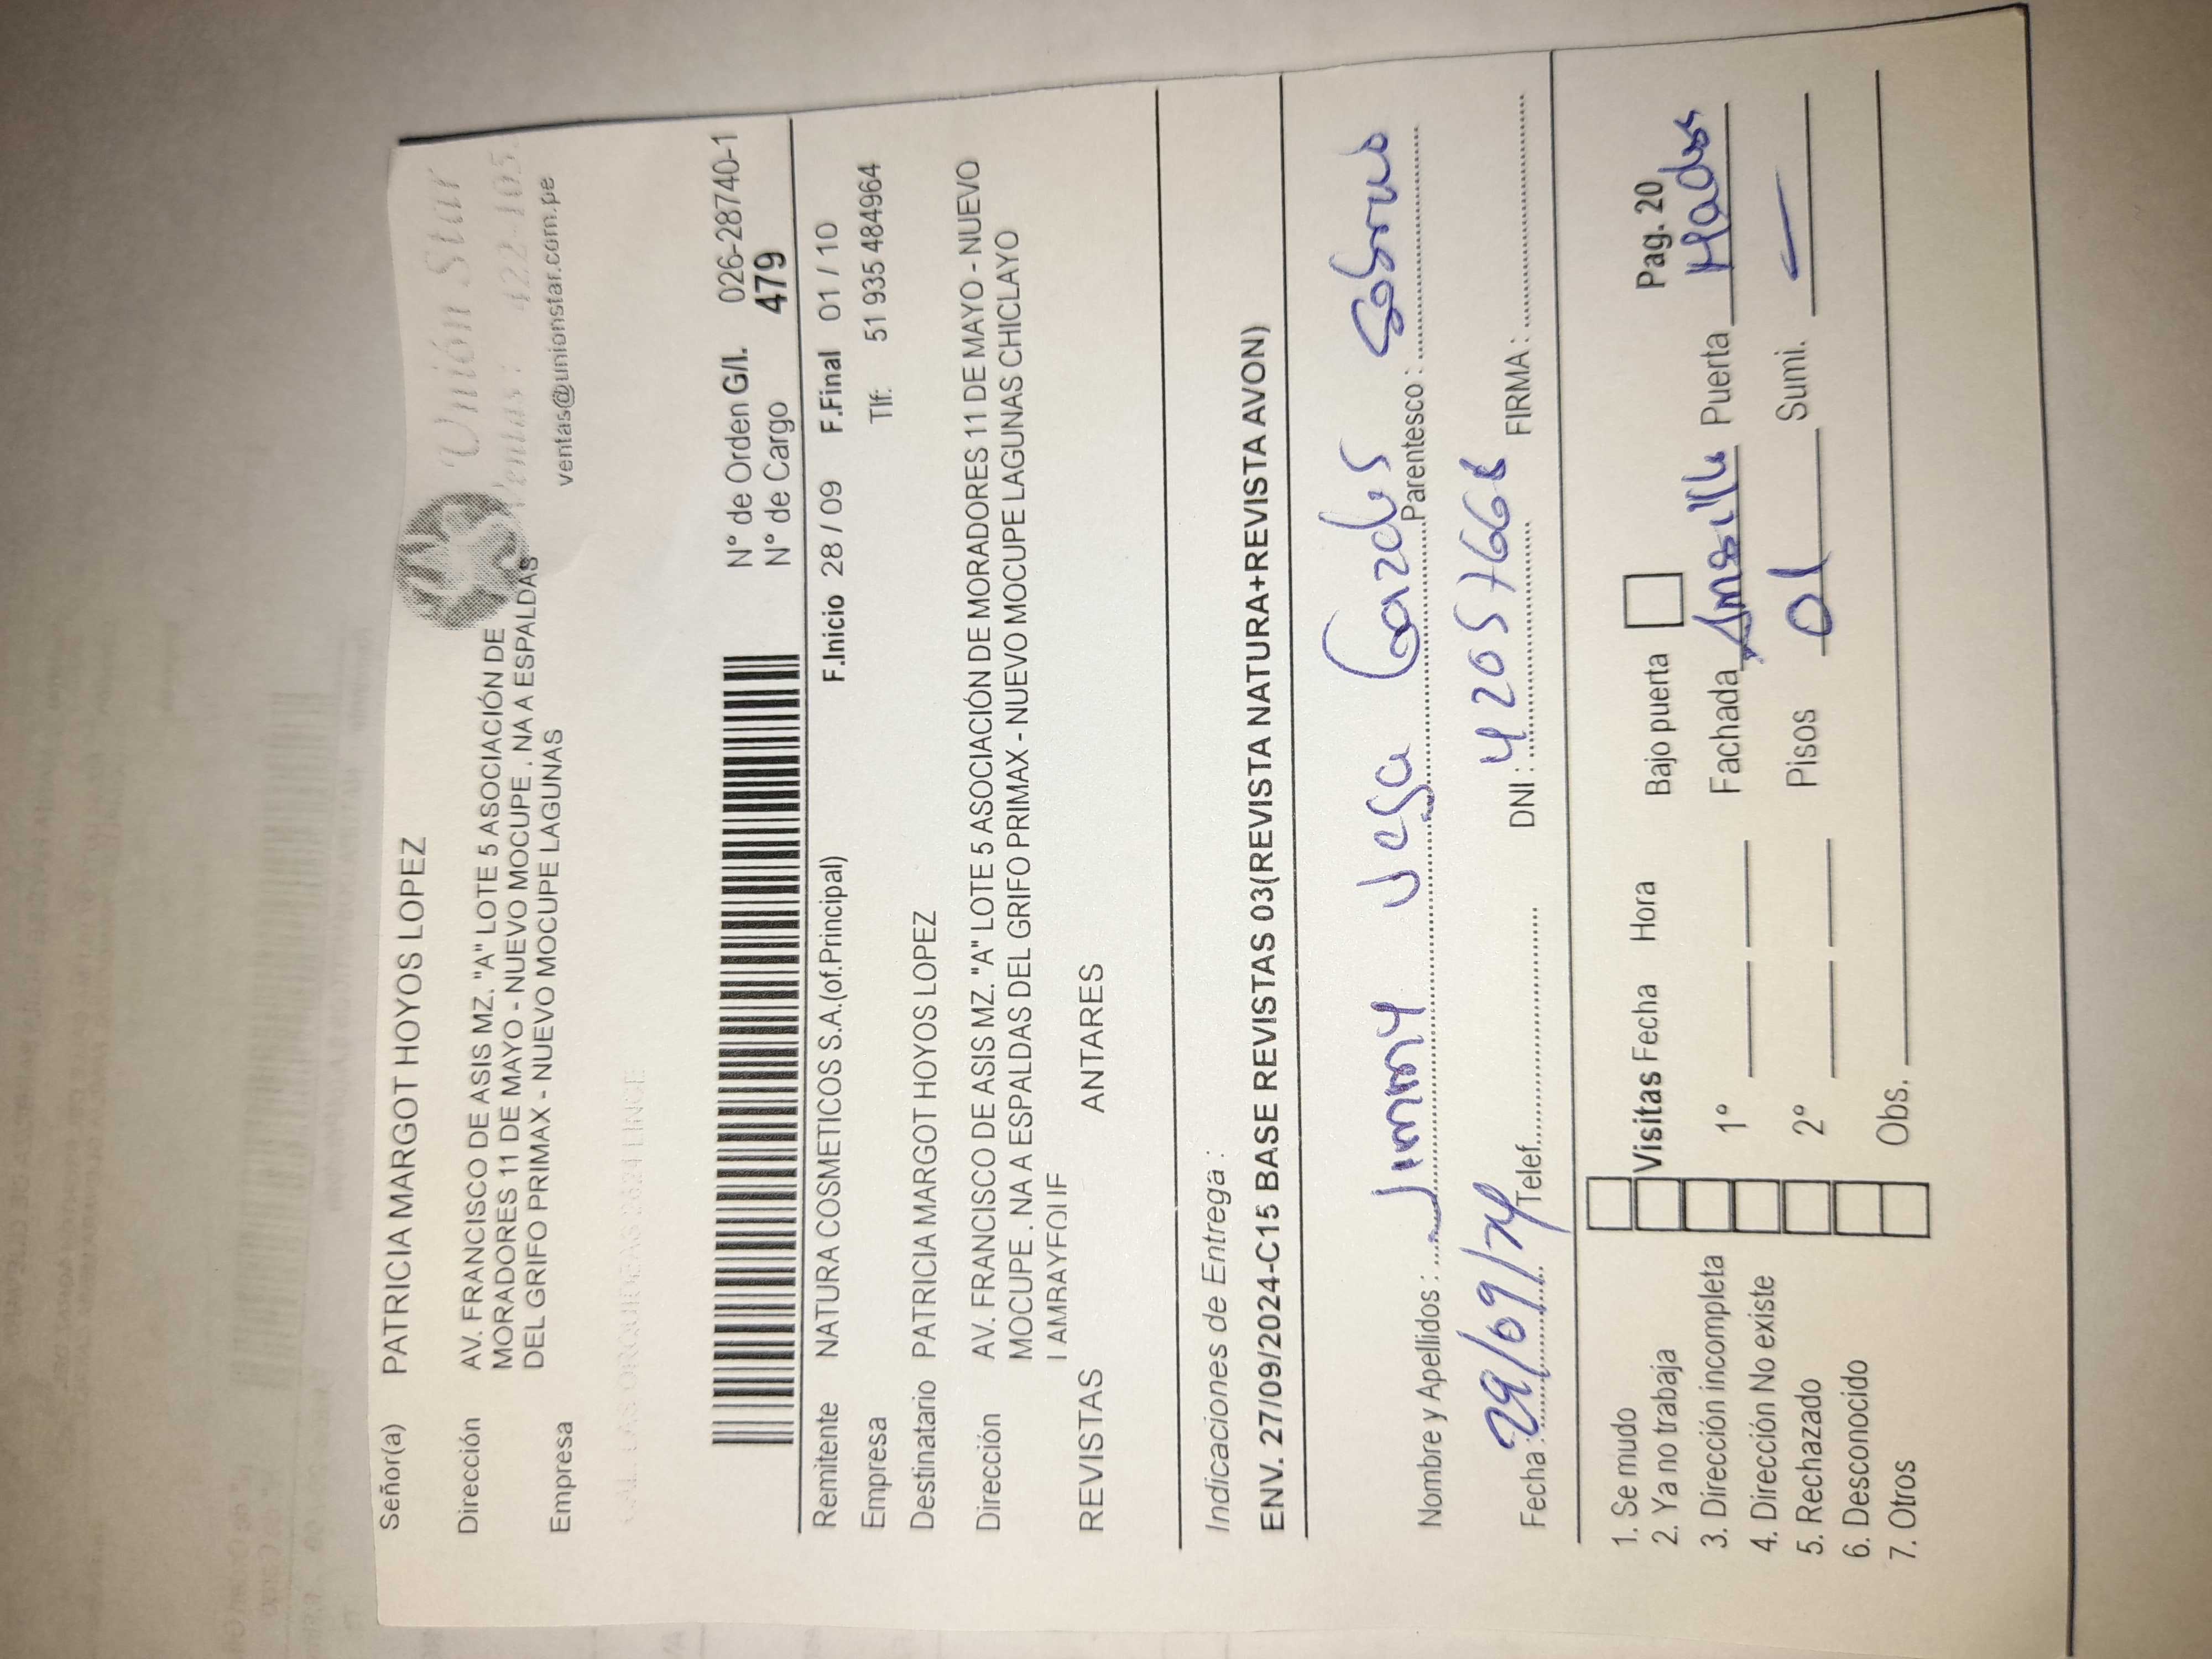 Señor(a) PATRICIA MARGOT HOYOS LOPEZ
Unión Star
Ventas: 422-105
ventas@unionstar.com.pe
Dirección AV. FRANCISCO DE ASIS MZ. "A" LOTE 5 ASOCIACIÓN DE
MORADORES 11 DE MAYO - NUEVO MOCUPE . NA A ESPALDAS
DEL GRIFO PRIMAX - NUEVO MOCUPE LAGUNAS
Empresa
N° de Orden G/I. 026-28740-1
N° de Cargo 479
Remitente NATURA COSMETICOS S.A.(of.Principal) F.Inicio 28 / 09 F.Final 01 / 10
Empresa Tlf: 51 935 484964
Destinatario PATRICIA MARGOT HOYOS LOPEZ
Dirección AV. FRANCISCO DE ASIS MZ. "A" LOTE 5 ASOCIACIÓN DE MORADORES 11 DE MAYO - NUEVO
MOCUPE . NA A ESPALDAS DEL GRIFO PRIMAX - NUEVO MOCUPE LAGUNAS CHICLAYO
REVISTAS ANTARES
Indicaciones de Entrega :
ENV. 27/09/2024-C15 BASE REVISTAS 03(REVISTA NATURA+REVISTA AVON)
Nombre y Apellidos : Jimmy Parentesco : Sobrino
Fecha : 29/09/24 Telef. DNI : FIRMA :
1. Se mudo
2. Ya no trabaja
3. Dirección incompleta
4. Dirección No existe
5. Rechazado
6. Desconocido
7. Otros
Visitas Fecha Hora Bajo puerta Pag. 20
1° Fachada Amarillo Puerta
2° Pisos 01 Sumi. —
Obs.